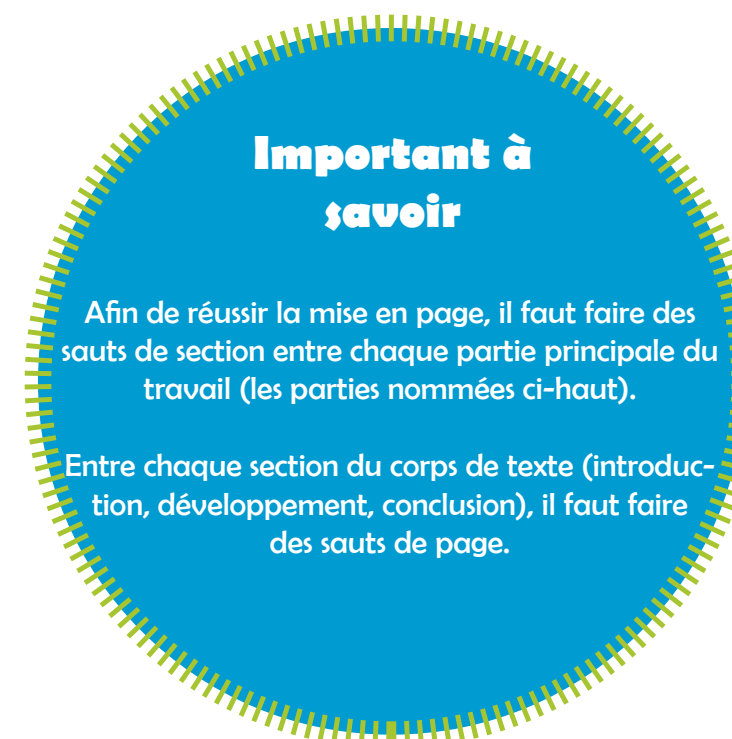 Important à
savoir
Afin de réussir la mise en page, il faut faire des
sauts de section entre chaque partie principale du
travail (les parties nommées ci-haut).
Entre chaque section du corps de texte (introduc-
tion, développement, conclusion), il faut faire
des sauts de page.